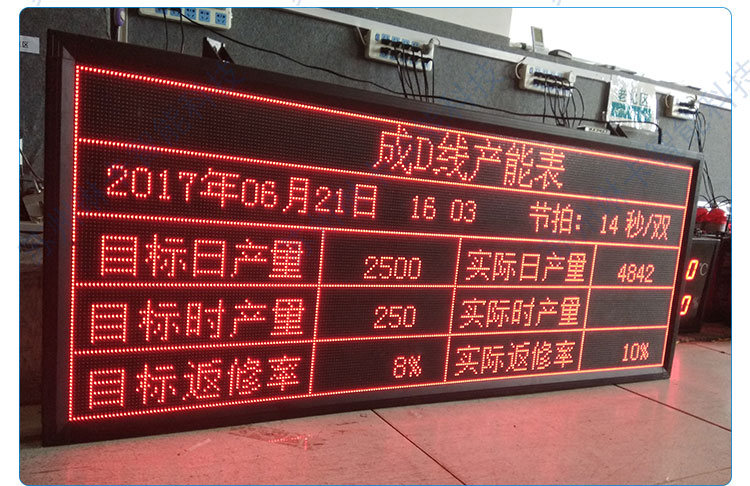 成D线产能表
2017年06月21日 16 03 节拍: 14 秒/双
目标日产量 2500 实际日产量 4842
目标时产量 250 实际时产量
目标返修率 8% 实际返修率 10%
0 °C
0